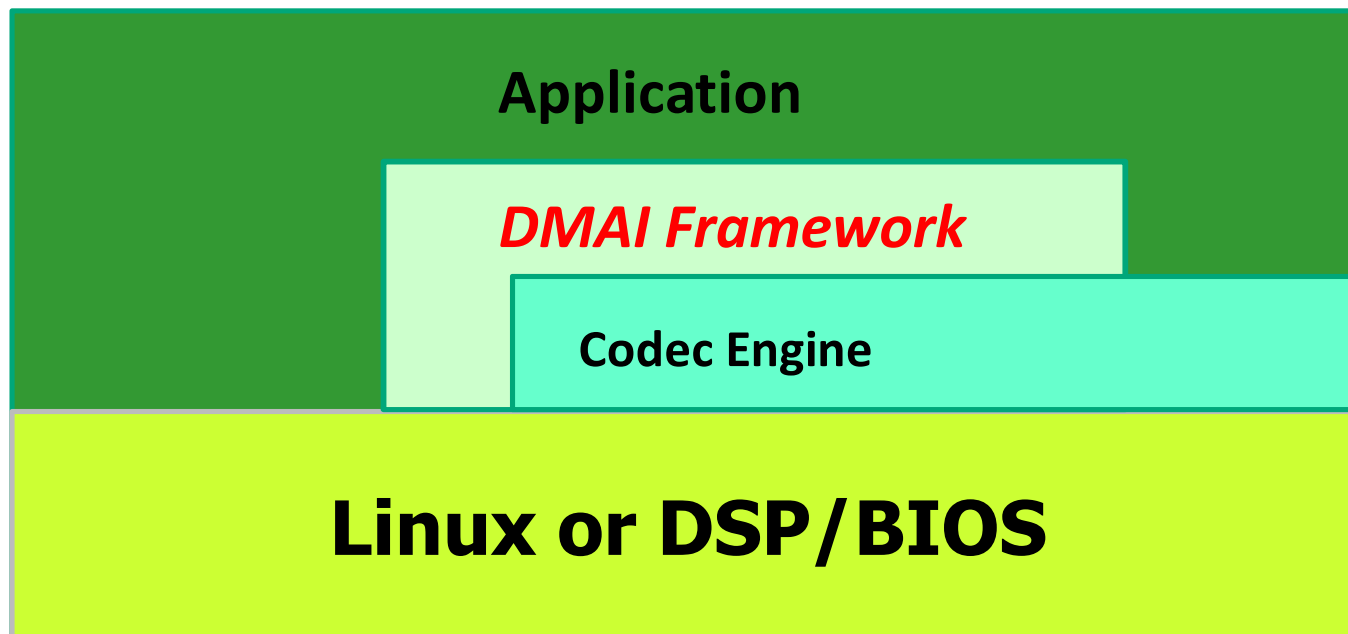 Application
DMAI Framework
Codec Engine
Linux or DSP/BIOS